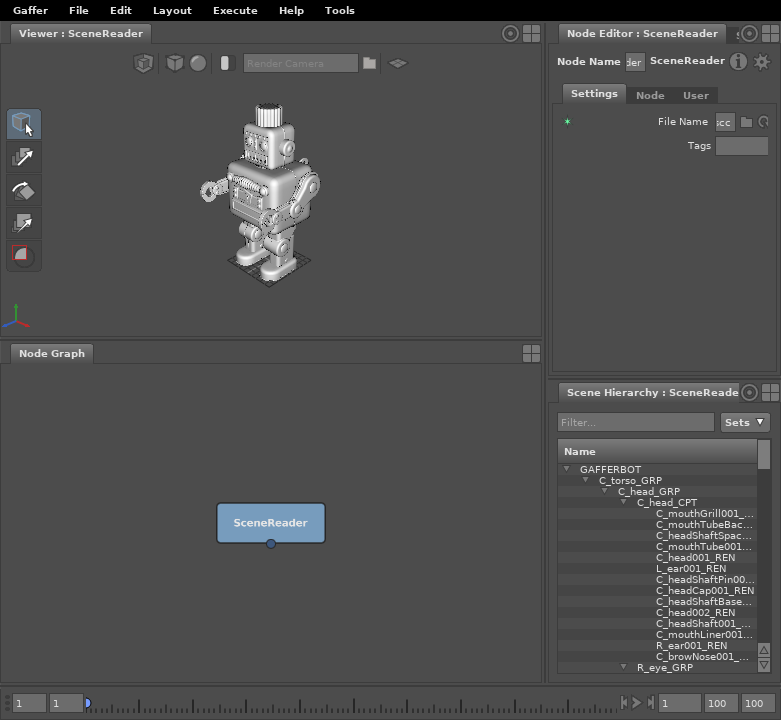 Gaffer File Edit Layout Execute Help Tools
Viewer : SceneReader
Render Camera
Node Graph
SceneReader
Node Editor : SceneReader
Node Name der SceneReader
Settings Node User
File Name scc
Tags
Scene Hierarchy : SceneReade
Filter... Sets
Name
GAFFERBOT
C_torso_GRP
C_head_GRP
C_head_CPT
C_mouthGrill001_...
C_mouthTubeBac...
C_headShaftSpac...
C_mouthTube001...
C_head001_REN
L_ear001_REN
C_headShaftPin00...
C_headCap001_REN
C_headShaftBase...
C_head002_REN
C_headShaft001_...
C_mouthLiner001...
R_ear001_REN
C_browNose001_...
R_eye_GRP
1 1 1 100 100